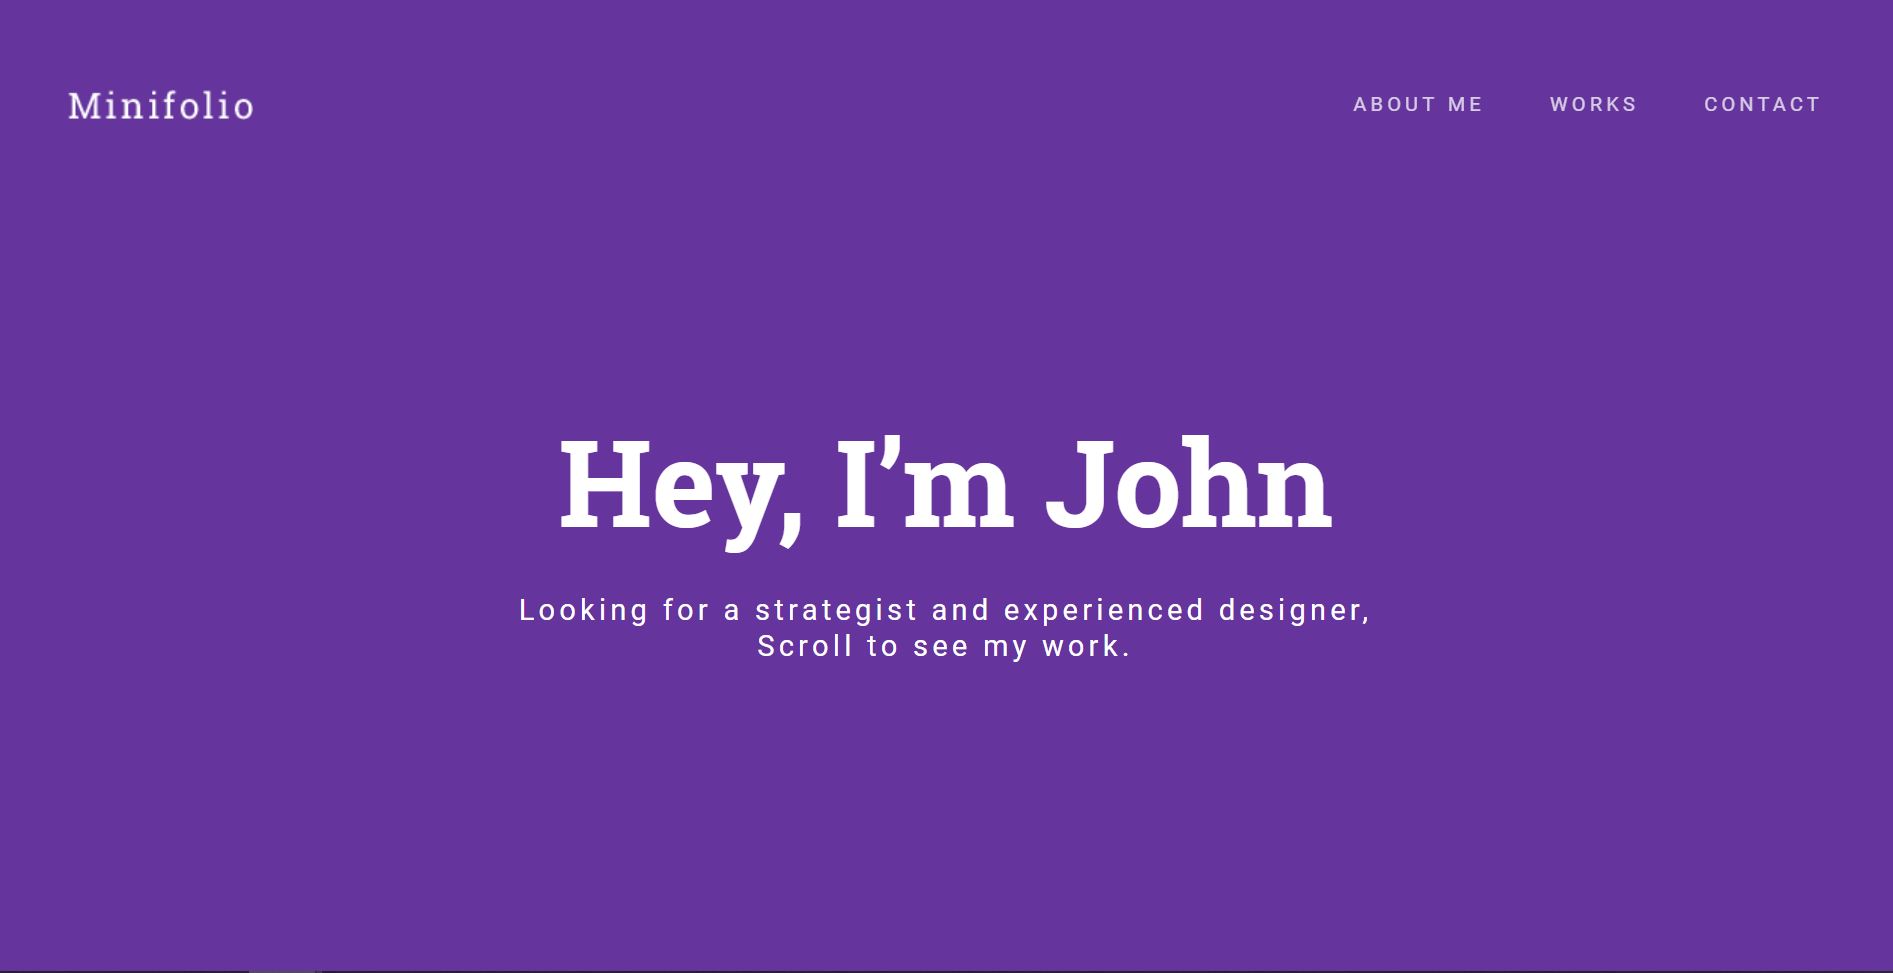 Minifolio
ABOUT ME WORKS CONTACT
Hey, I’m John
Looking for a strategist and experienced designer,
Scroll to see my work.